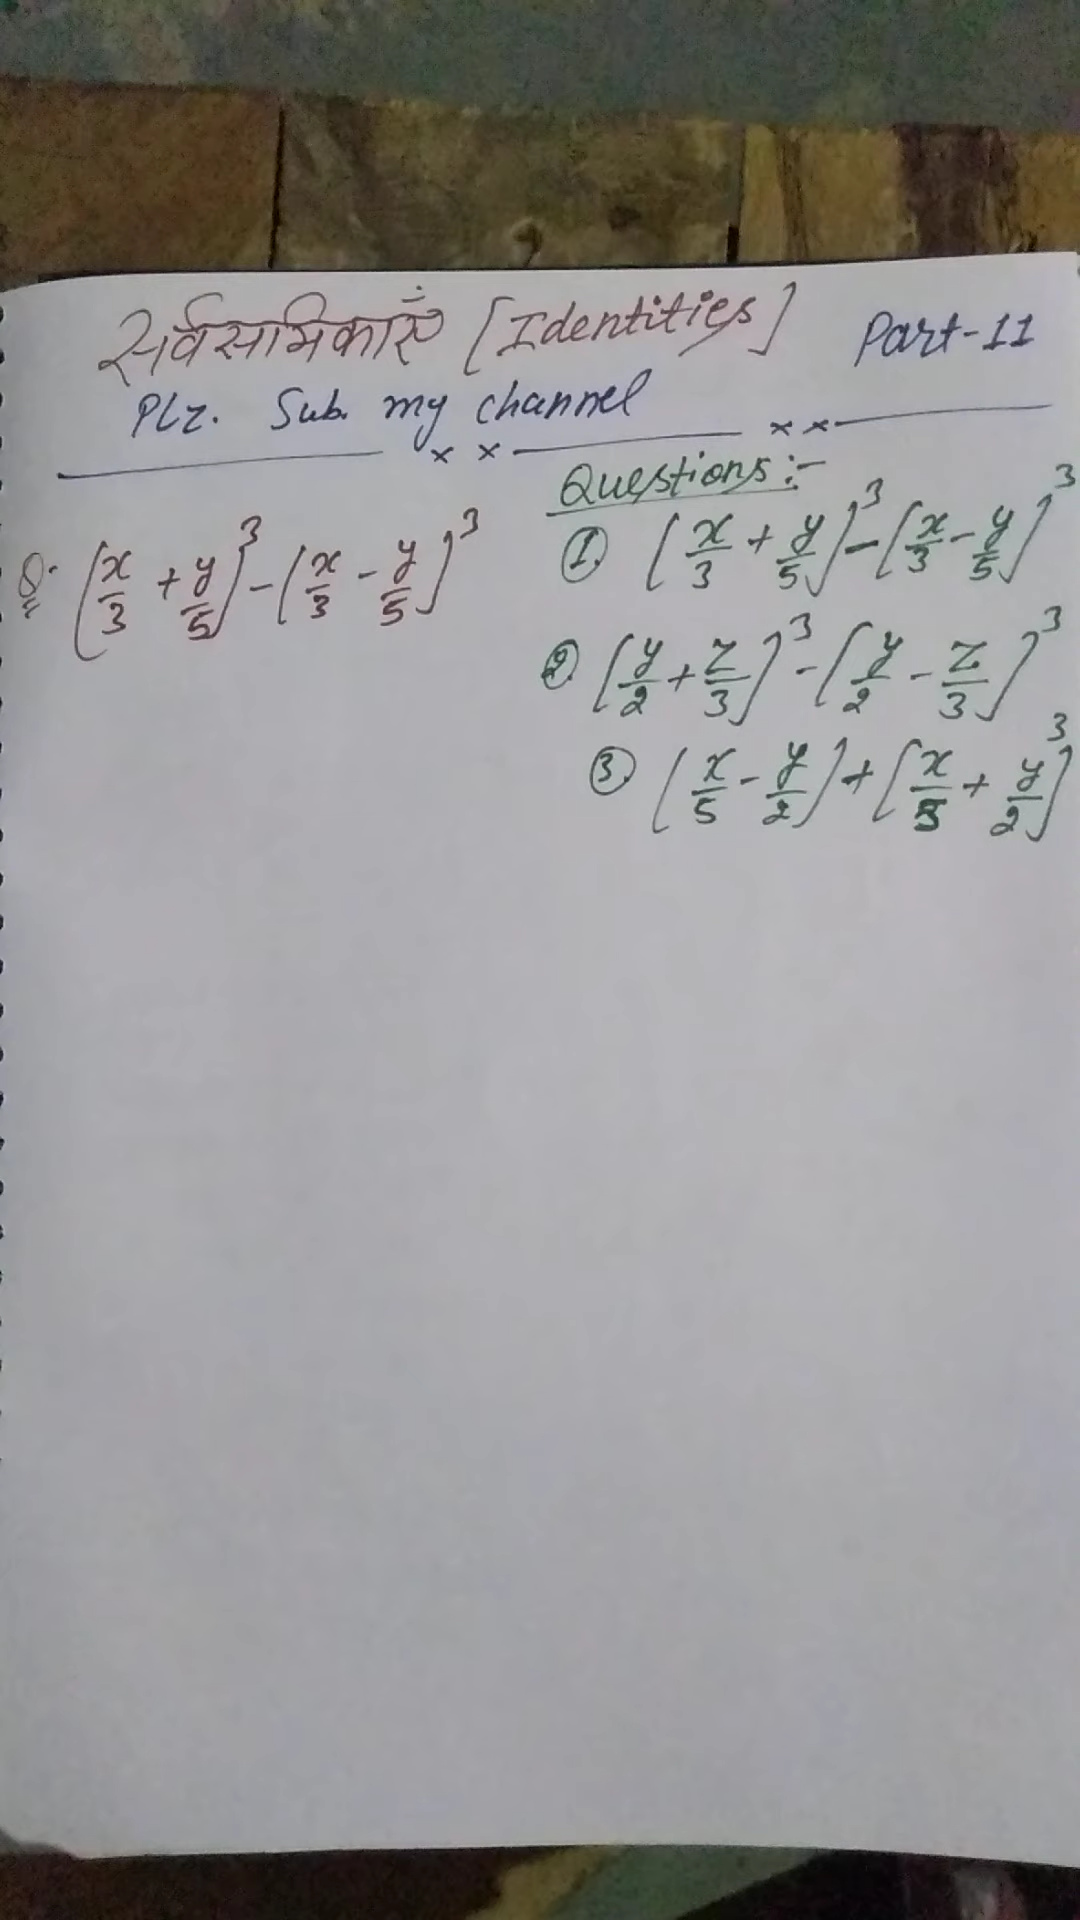 सर्वसामिकाएँ [Identities] Part-11
Plz. Sub. my channel
Q. [x/3 + y/5]^3 - [x/3 - y/5]^3
Questions :-
1. [x/3 + y/5]^3 - [x/3 - y/5]^3
2. [y/2 + z/3]^3 - [y/2 - z/3]^3
3. [x/5 - y/2] + [x/5 + y/2]^3